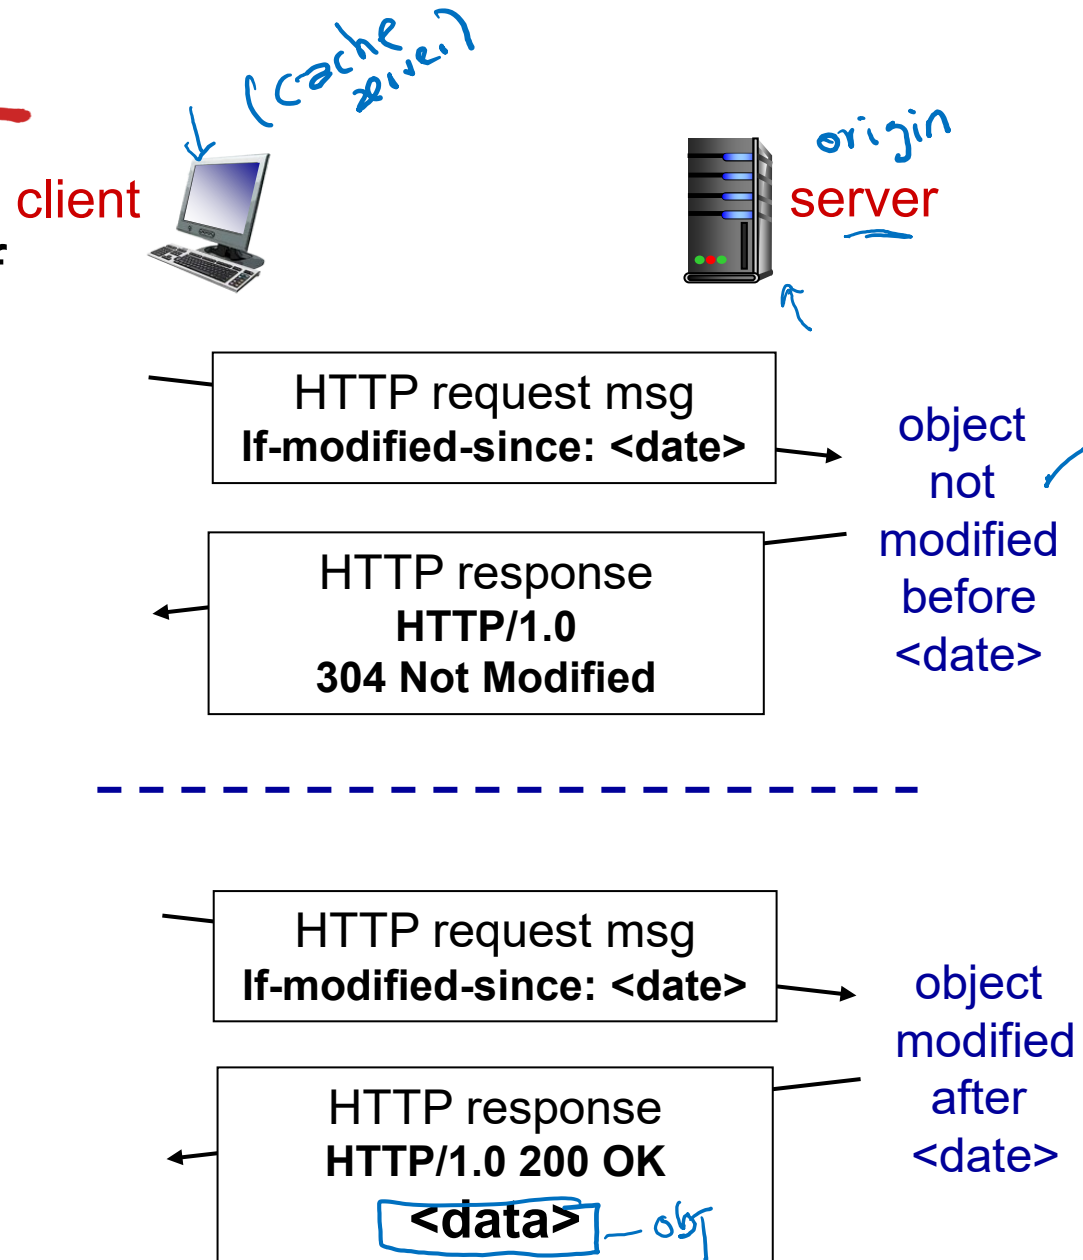 (cache
server)
origin
client
server
f
HTTP request msg
If-modified-since: <date>
object
not
modified
before
<date>
HTTP response
HTTP/1.0
304 Not Modified
HTTP request msg
If-modified-since: <date>
object
modified
after
<date>
HTTP response
HTTP/1.0 200 OK
<data> — obj